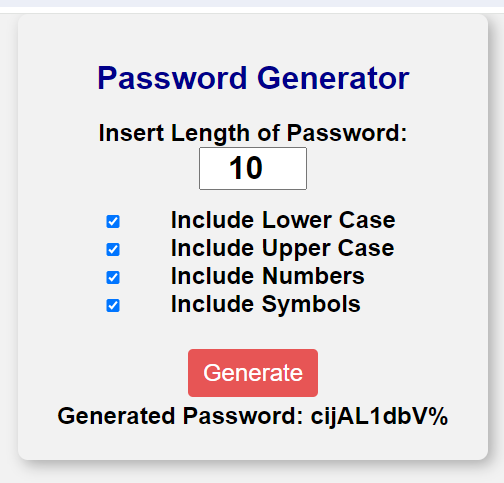 Password Generator
Insert Length of Password:
10
Include Lower Case
Include Upper Case
Include Numbers
Include Symbols
Generate
Generated Password: cijAL1dbV%